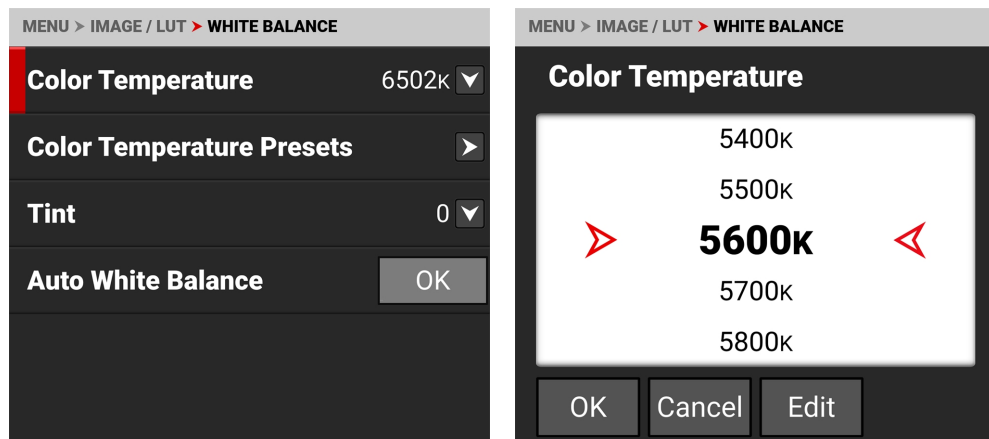 MENU > IMAGE / LUT > WHITE BALANCE
Color Temperature 6502K
Color Temperature Presets
Tint 0
Auto White Balance OK
MENU > IMAGE / LUT > WHITE BALANCE
Color Temperature
5400K
5500K
5600K
5700K
5800K
OK Cancel Edit